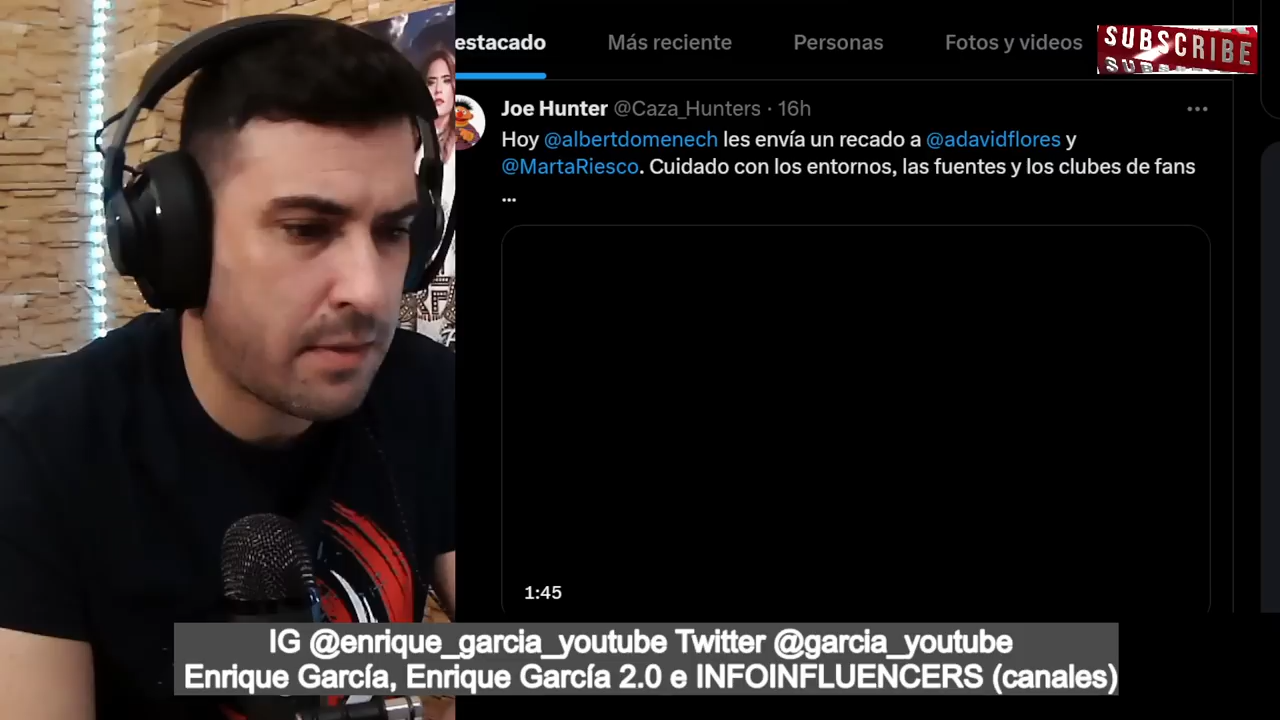 estacado Más reciente Personas Fotos y videos
SUBSCRIBE
Joe Hunter @Caza_Hunters · 16h
Hoy @albertdomenech les envía un recado a @adavidflores y
@MartaRiesco. Cuidado con los entornos, las fuentes y los clubes de fans
...
1:45
IG @enrique_garcia_youtube Twitter @garcia_youtube
Enrique García, Enrique García 2.0 e INFOINFLUENCERS (canales)